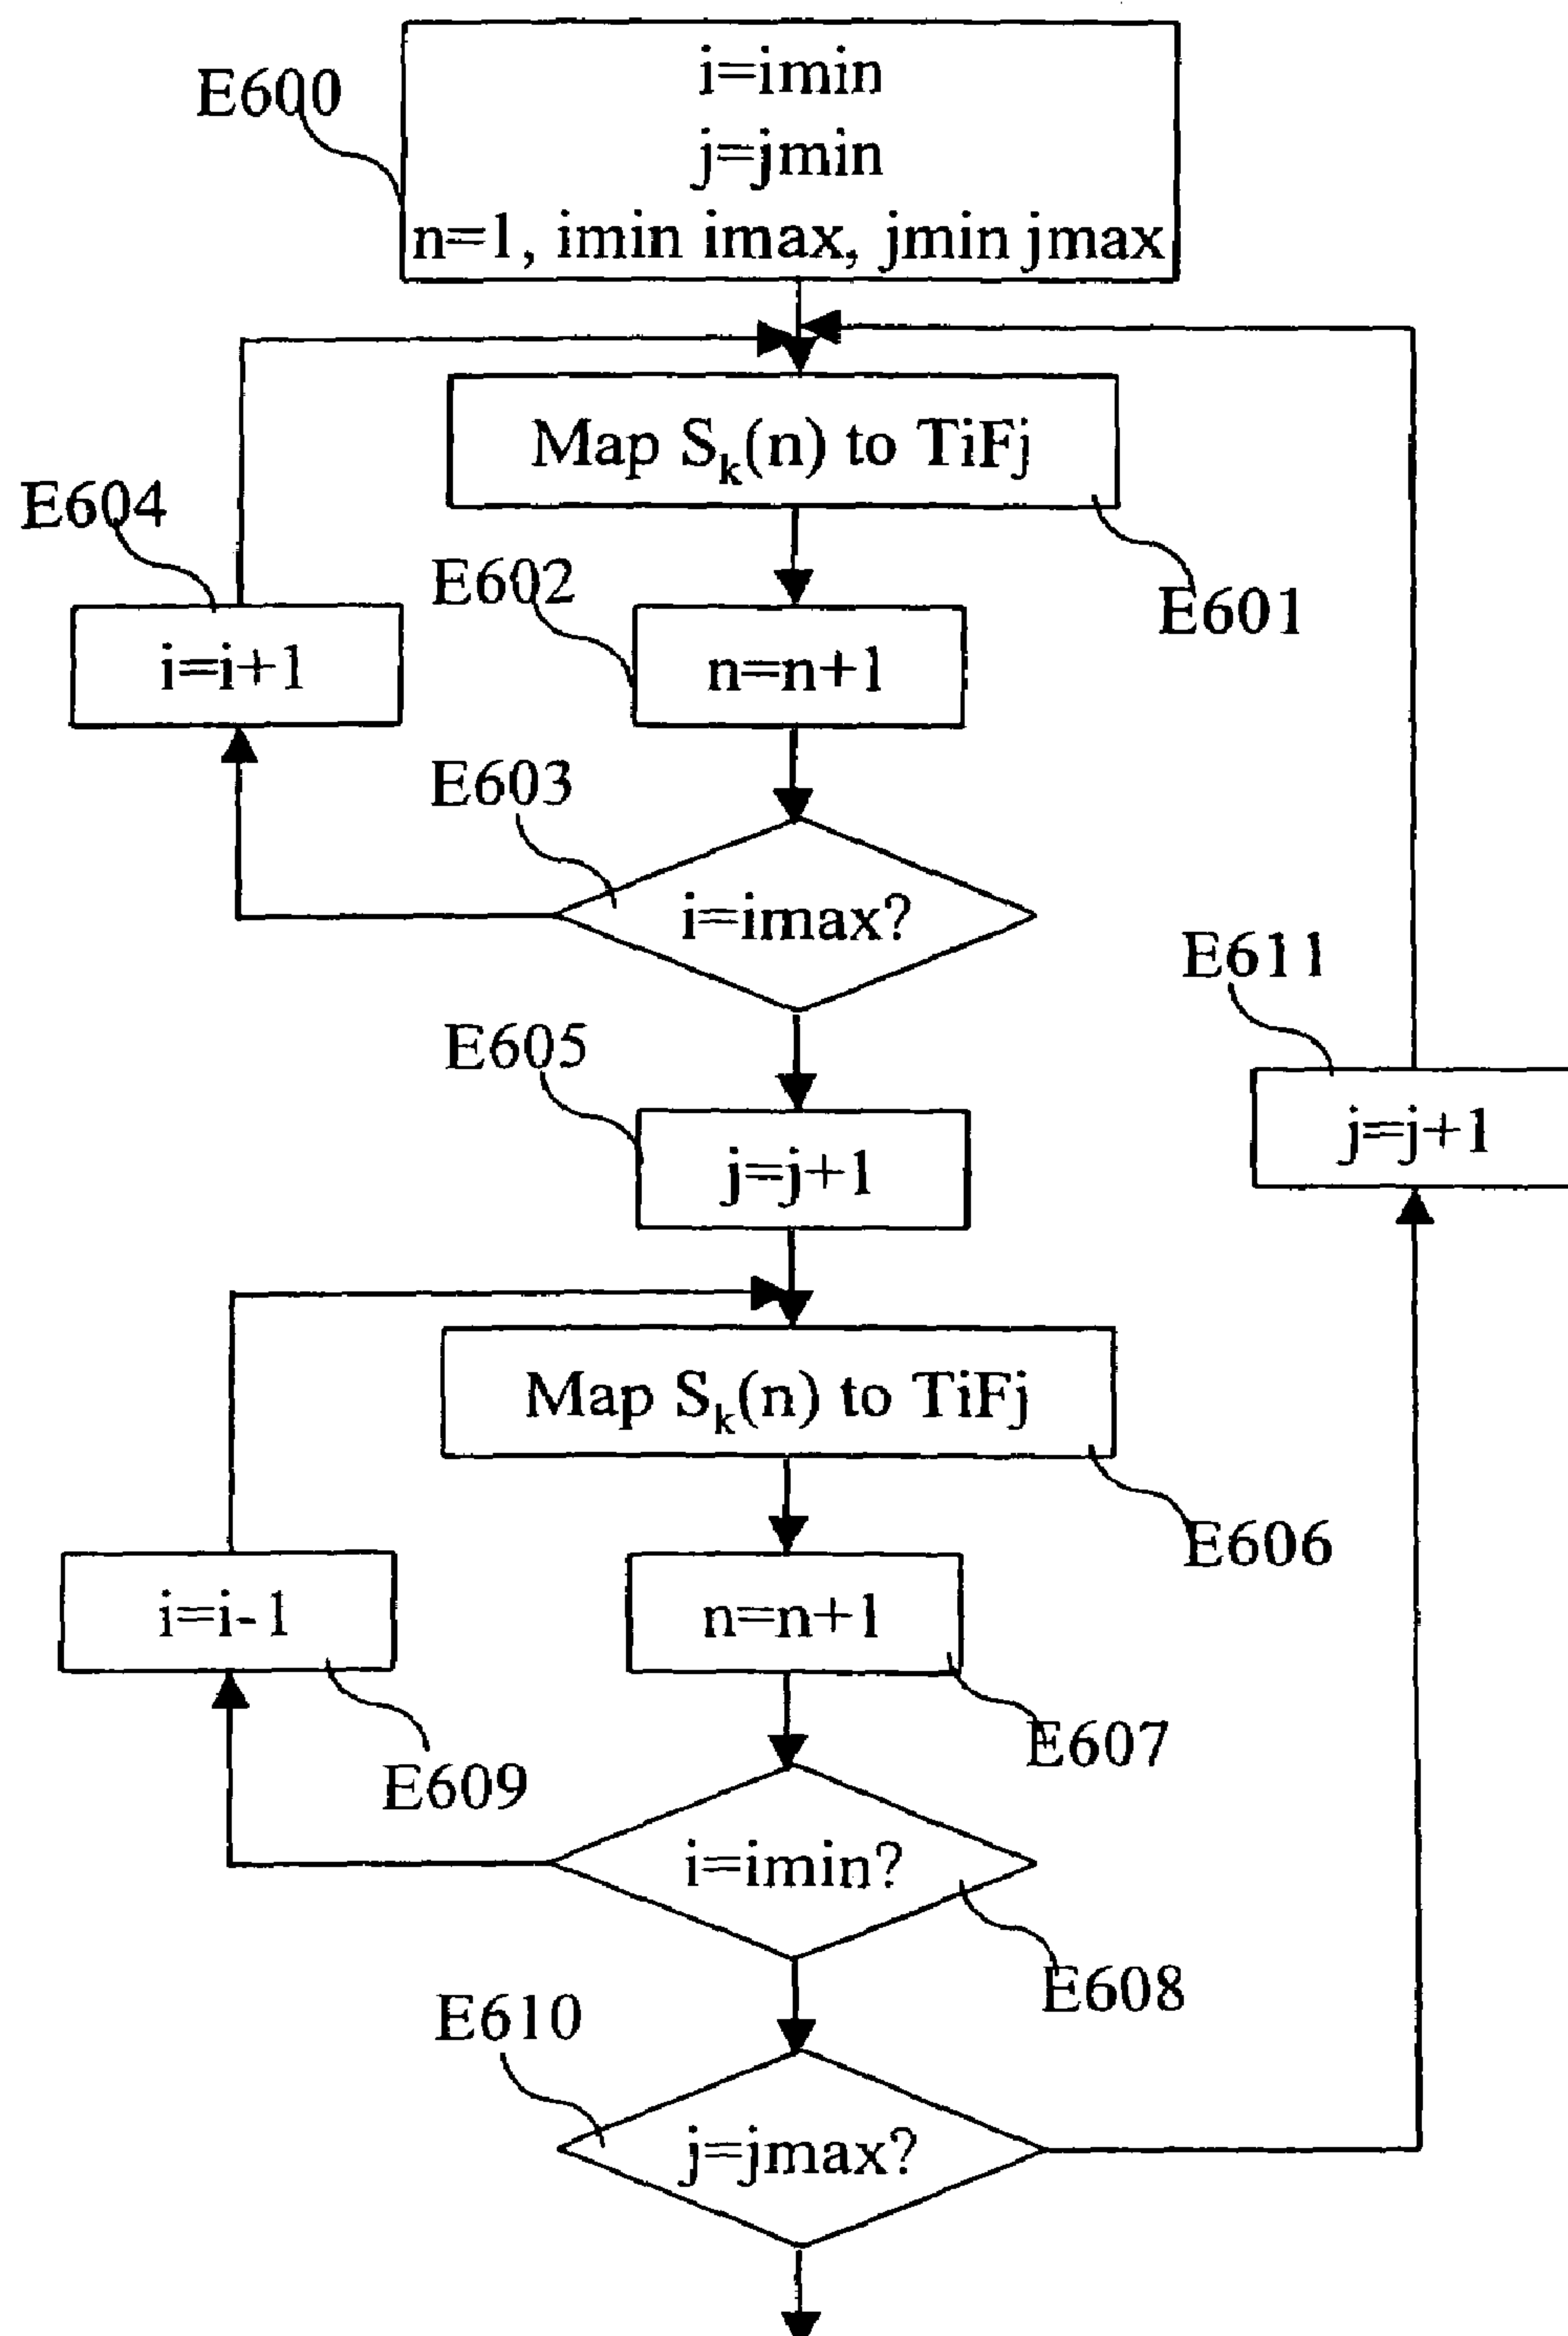 E600
i=imin
j=jmin
n=1, imin imax, jmin jmax
Map Sₖ(n) to TiFj
E601
E604
i=i+1
E602
n=n+1
E603
i=imax?
E605
j=j+1
E611
j=j+1
Map Sₖ(n) to TiFj
E606
i=i-1
E609
n=n+1
E607
i=imin?
E608
E610
j=jmax?